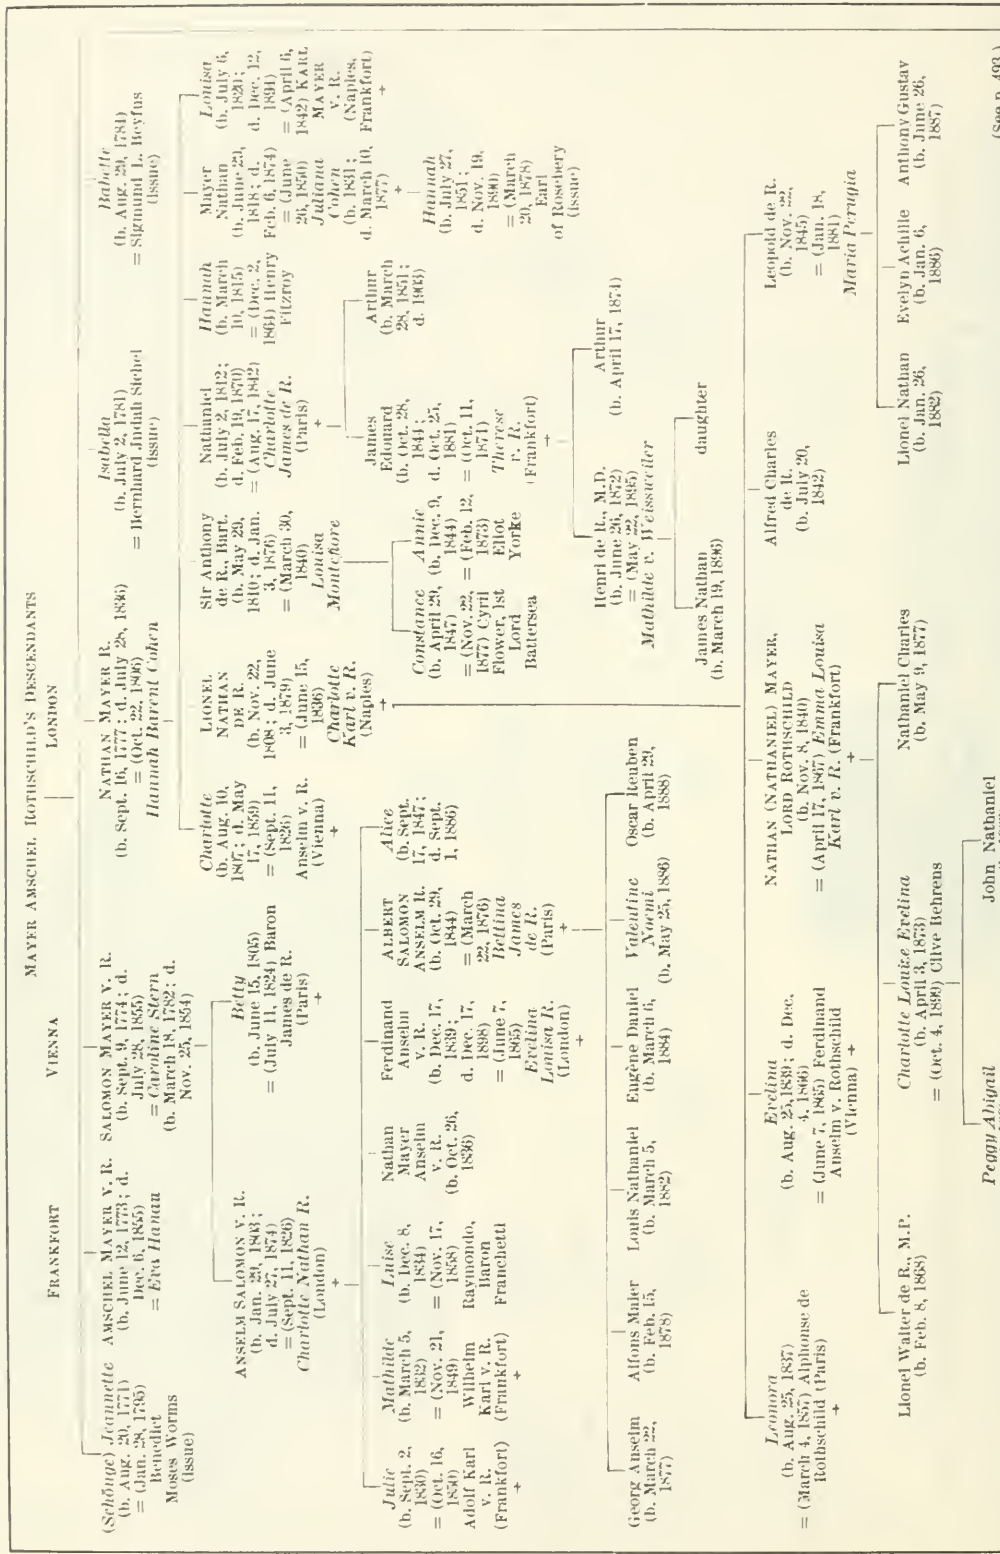 MAYER AMSCHEL ROTHSCHILD'S DESCENDANTS
FRANKFORT
VIENNA
LONDON
(Schönge) Jeannette
(b. Aug. 20, 1771)
= (Jan. 28, 1795)
Benedict
Moses Worms
(issue)
AMSCHEL MAYER v. R.
(b. June 12, 1773; d.
Dec. 6, 1855)
= Eva Hanau
SALOMON MAYER v. R.
(b. Sept. 9, 1774; d.
July 28, 1855)
= Caroline Stern
(b. March 18, 1782; d.
Nov. 25, 1854)
NATHAN MAYER R.
(b. Sept. 16, 1777; d. July 28, 1836)
= (Oct. 22, 1806)
Hannah Barent Cohen
Isabella
(b. July 2, 1781)
= Bernhard Judah Sichel
(issue)
Babette
(b. Aug. 29, 1784)
= Sigmund L. Beyfus
(issue)
ANSELM SALOMON v. R.
(b. Jan. 29, 1803;
d. July 27, 1874)
= (Sept. 11, 1826)
Charlotte Nathan R.
(London)
+
Betty
(b. June 15, 1805)
= (July 11, 1824) Baron
James de R.
(Paris)
+
Charlotte
(b. Aug. 10,
1807; d. May
17, 1859)
= (Sept. 11,
1826)
Anselm v. R.
(Vienna)
+
LIONEL
NATHAN
DE R.
(b. Nov. 22,
1808; d. June
3, 1879)
= (June 15,
1836)
Charlotte
Karl v. R.
(Naples)
+
Sir Anthony
de R., Bart.
(b. May 29,
1810; d. Jan.
3, 1876)
= (March 30,
1840)
Louisa
Montefiore
Nathaniel
(b. July 2, 1812;
d. Feb. 19, 1870)
= (Aug. 17, 1842)
Charlotte
James de R.
(Paris)
+
Hannah
(b. March
10, 1815)
= (Dec. 2,
1864) Henry
Fitzroy
Mayer
Nathan
(b. June 29,
1818; d.
Feb. 6, 1874)
= (June
26, 1850)
Juliana
Cohen
(b. 1831;
d. March 10,
1877)
+
Louisa
(b. July 6,
1820;
d. Dec. 12,
1894)
= (April 6,
1842) KARL
MAYER
v. R.
(Naples,
Frankfort)
+
Julie
(b. Sept. 2,
1830)
= (Oct. 16,
1850)
Adolf Karl
v. R.
(Frankfort)
+
Mathilde
(b. March 5,
1832)
= (Nov. 21,
1849)
Wilhelm
Karl v. R.
(Frankfort)
+
Luise
(b. Dec. 8,
1834)
= (Nov. 17,
1858)
Raymondo,
Baron
Franchetti
Nathan
Mayer
Anselm
v. R.
(b. Oct. 26,
1836)
Ferdinand
Anselm
v. R.
(b. Dec. 17,
1839;
d. Dec. 17,
1898)
= (June 7,
1865)
Evelina
Louisa R.
(London)
ALBERT
SALOMON
ANSELM R.
(b. Oct. 29,
1844)
= (March
22, 1876)
Bettina
James
de R.
(Paris)
+
Alice
(b. Sept.
17, 1847;
d. Sept.
1, 1886)
Constance
(b. April 29,
1847)
= (Nov. 22,
1877) Cyril
Flower, 1st
Lord
Battersea
Annie
(b. Dec. 9,
1844)
= (Feb. 12,
1873)
Eliot
Yorke
James
Edouard
(b. Oct. 28,
1844;
d. Oct. 25,
1881)
= (Oct. 11,
1871)
Therese
v. R.
(Frankfort)
+
Arthur
(b. March
28, 1851;
d. 1903)
Hannah
(b. July 27,
1851;
d. Nov. 19,
1890)
= (March
20, 1878)
Earl
of Rosebery
(issue)
Georg Anselm
(b. March 22,
1877)
Alfons Maier
(b. Feb. 15,
1878)
Louis Nathaniel
(b. March 5,
1882)
Eugène Daniel
(b. March 6,
1884)
Valentine
Noemi
(b. May 25, 1886)
Oscar Reuben
(b. April 29,
1888)
Henri de R., M.D.
(b. June 26, 1872)
= (May 22, 1895)
Mathilde v. Weissweiler
+
Arthur
(b. April 17, 1874)
James Nathan
(b. March 19, 1896)
daughter
Leonora
(b. Aug. 25, 1837)
= (March 4, 1857) Alphonse de
Rothschild (Paris)
+
Evelina
(b. Aug. 25, 1839; d. Dec.
4, 1866)
= (June 7, 1865) Ferdinand
Anselm v. Rothschild
(Vienna) +
NATHAN (NATHANIEL) MAYER,
LORD ROTHSCHILD
(b. Nov. 8, 1840)
= (April 17, 1867) Emma Louisa
Karl v. R. (Frankfort)
+
Alfred Charles
de R.
(b. July 20,
1842)
Leopold de R.
(b. Nov. 22,
1845)
= (Jan. 18,
1881)
Maria Perugia
Lionel Walter de R., M.P.
(b. Feb. 8, 1868)
Charlotte Louize Evelina
(b. April 3, 1873)
= (Oct. 4, 1899) Clive Behrens
+
Nathaniel Charles
(b. May 9, 1877)
Lionel Nathan
(b. Jan. 26,
1882)
Evelyn Achille
(b. Jan. 6,
1886)
Anthony Gustav
(b. June 26,
1887)
Peggy Abigail
John Nathaniel
(See p. 493.)